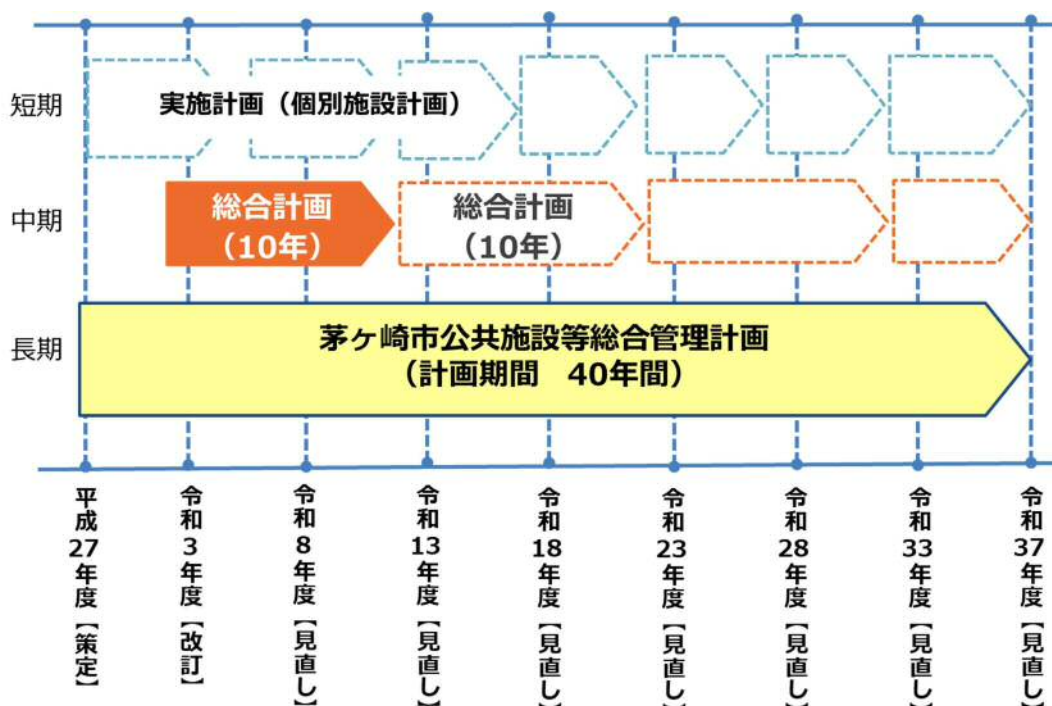 短期
実施計画（個別施設計画）
中期
総合計画
（10年）
総合計画
（10年）
長期
茅ヶ崎市公共施設等総合管理計画
（計画期間　40年間）
平成27年度【策定】
令和3年度【改訂】
令和8年度【見直し】
令和13年度【見直し】
令和18年度【見直し】
令和23年度【見直し】
令和28年度【見直し】
令和33年度【見直し】
令和37年度【見直し】